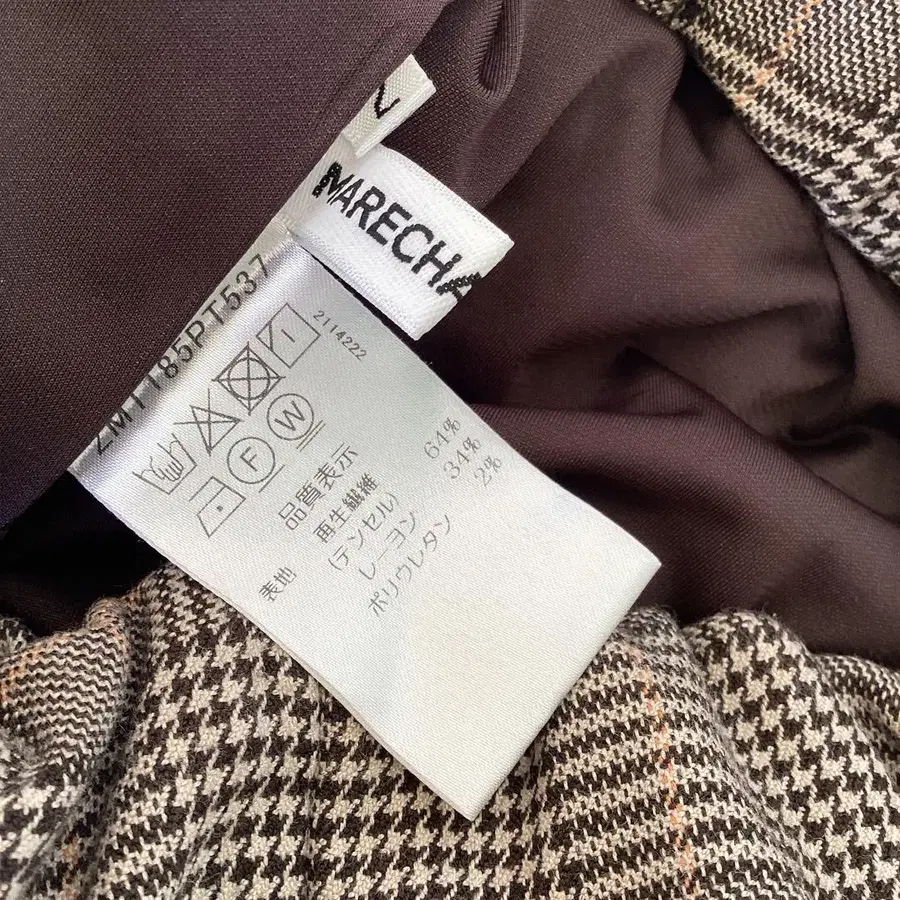 MARECHA
ZM1185PT537
2114222
F W
品質表示
表地 再生繊維 64%
(テンセル)
レーヨン 34%
ポリウレタン 2%